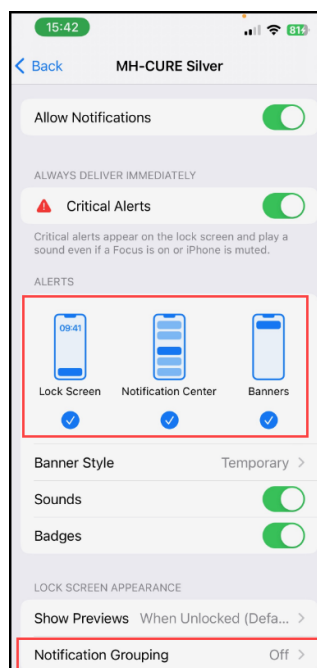 15:42 81
Back MH-CURE Silver
Allow Notifications
ALWAYS DELIVER IMMEDIATELY
Critical Alerts
Critical alerts appear on the lock screen and play a
sound even if a Focus is on or iPhone is muted.
ALERTS
09:41
Lock Screen Notification Center Banners
Banner Style Temporary
Sounds
Badges
LOCK SCREEN APPEARANCE
Show Previews When Unlocked (Defa...
Notification Grouping Off